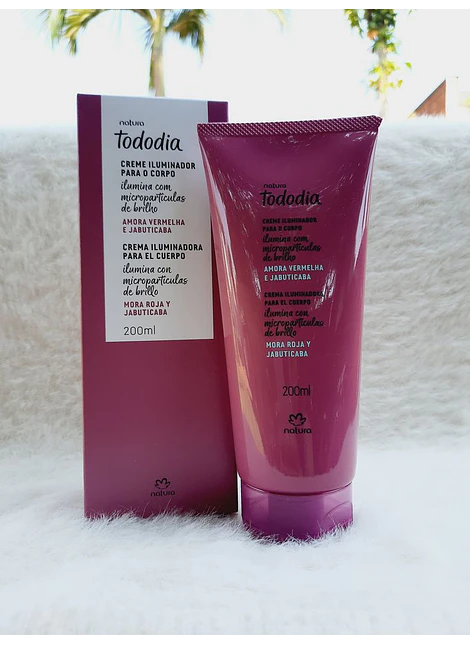 natura
Tododia
CREME ILUMINADOR
PARA O CORPO
ilumina com
micropartículas
de brilho
AMORA VERMELHA
E JABUTICABA
CREMA ILUMINADORA
PARA EL CUERPO
ilumina con
micropartículas
de brillo
MORA ROJA Y
JABUTICABA
200ml
natura
natura
Tododia
CREME ILUMINADOR
PARA O CORPO
ilumina com
micropartículas
de brilho
AMORA VERMELHA
E JABUTICABA
CREMA ILUMINADORA
PARA EL CUERPO
ilumina con
micropartículas
de brillo
MORA ROJA Y
JABUTICABA
200ml
natura